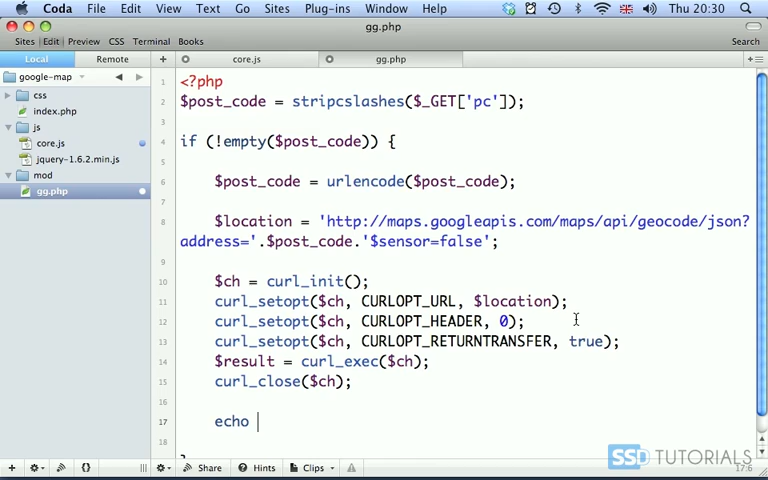 Coda File Edit View Text Go Sites Plug-ins Window Help Thu 20:30
gg.php
Sites Edit Preview CSS Terminal Books Search
Local Remote core.js gg.php
google-map
css
index.php
js
core.js
jquery-1.6.2.min.js
mod
gg.php
1 <?php
2 $post_code = stripcslashes($_GET['pc']);
3
4 if (!empty($post_code)) {
5
6 $post_code = urlencode($post_code);
7
8 $location = 'http://maps.googleapis.com/maps/api/geocode/json?
address='.$post_code.'$sensor=false';
9
10 $ch = curl_init();
11 curl_setopt($ch, CURLOPT_URL, $location);
12 curl_setopt($ch, CURLOPT_HEADER, 0);
13 curl_setopt($ch, CURLOPT_RETURNTRANSFER, true);
14 $result = curl_exec($ch);
15 curl_close($ch);
16
17 echo
18
}
SSDTUTORIALS
Share Hints Clips 17:6